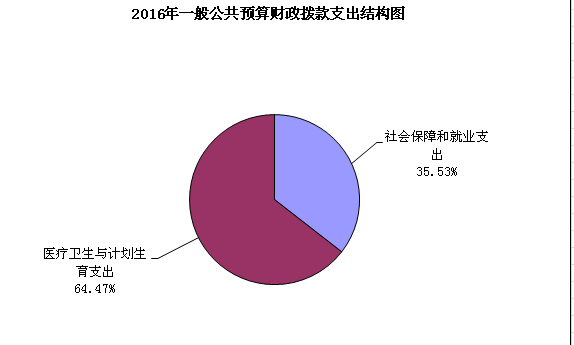 2016年一般公共预算财政拨款支出结构图
社会保障和就业支
出
35.53%
医疗卫生与计划生
育支出
64.47%